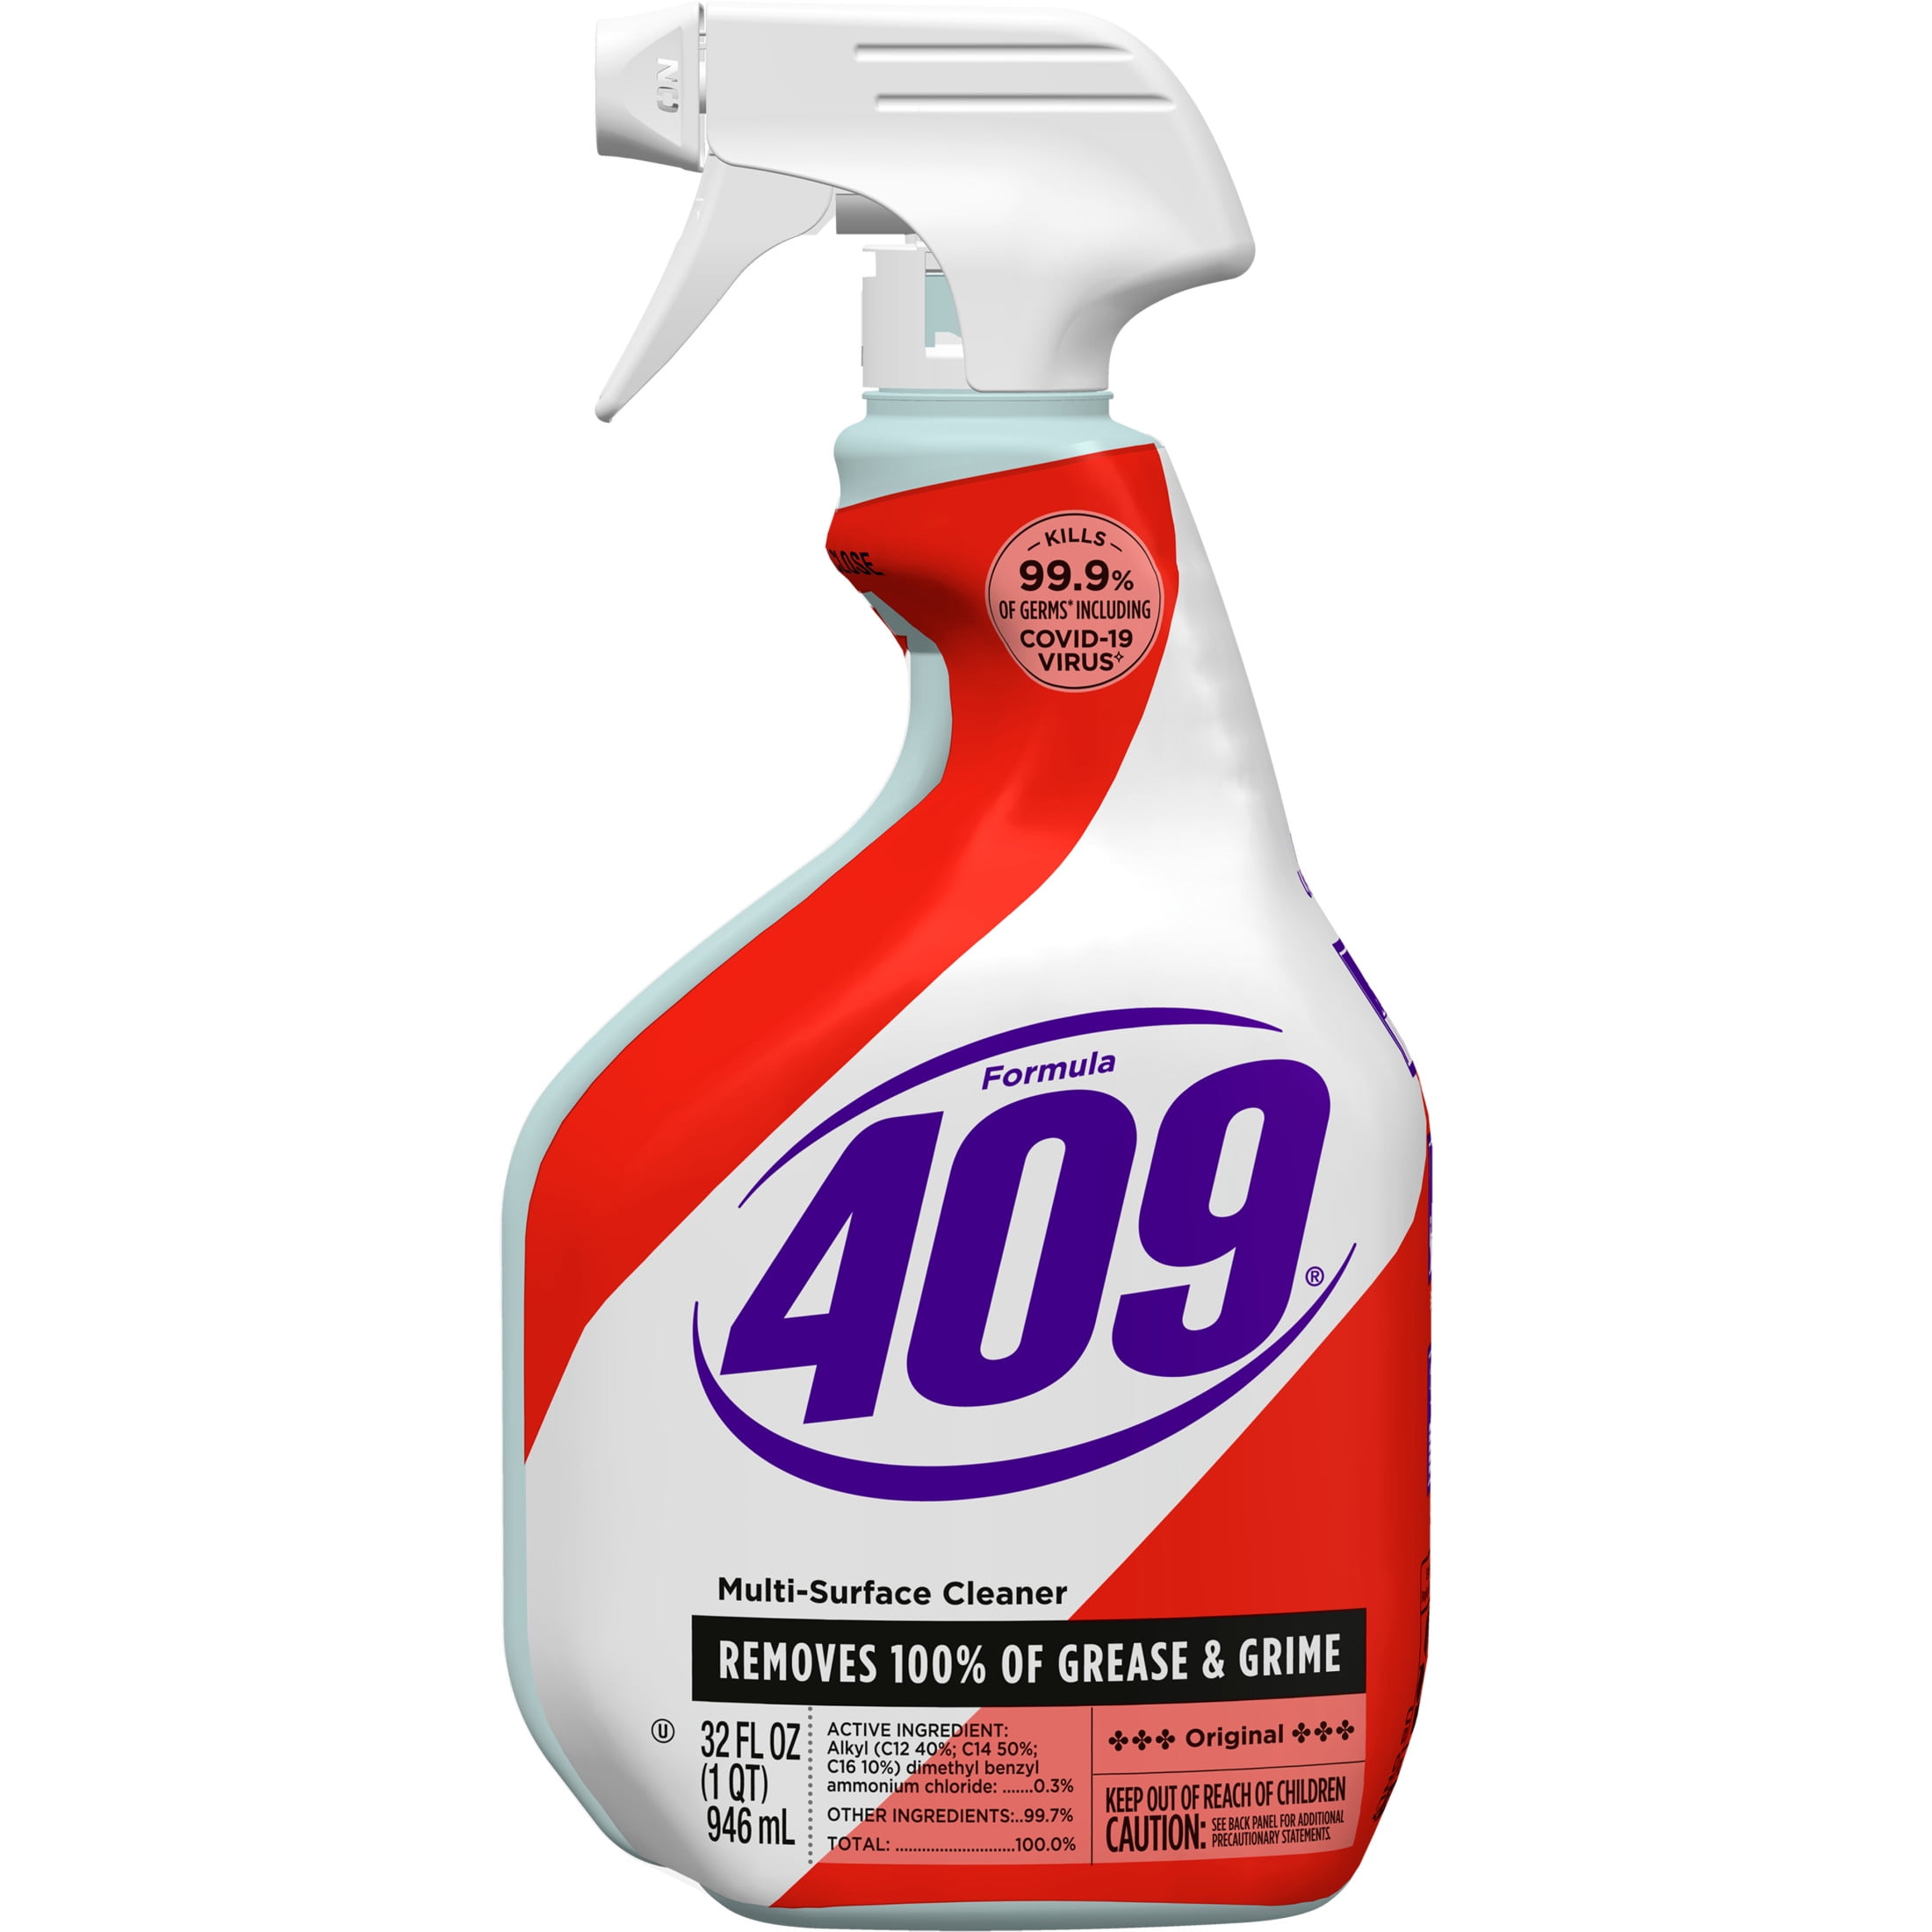 ON
CLOSE
KILLS
99.9%
OF GERMS* INCLUDING
COVID-19
VIRUS✧
Formula
409
®
Multi-Surface Cleaner
REMOVES 100% OF GREASE & GRIME
U
32 FL OZ
(1 QT)
946 mL
ACTIVE INGREDIENT:
Alkyl (C12 40%; C14 50%;
C16 10%) dimethyl benzyl
ammonium chloride: .......0.3%
OTHER INGREDIENTS:..99.7%
TOTAL: ...........................100.0%
✤✤✤ Original ✤✤✤
KEEP OUT OF REACH OF CHILDREN
CAUTION: SEE BACK PANEL FOR ADDITIONAL
PRECAUTIONARY STATEMENTS.